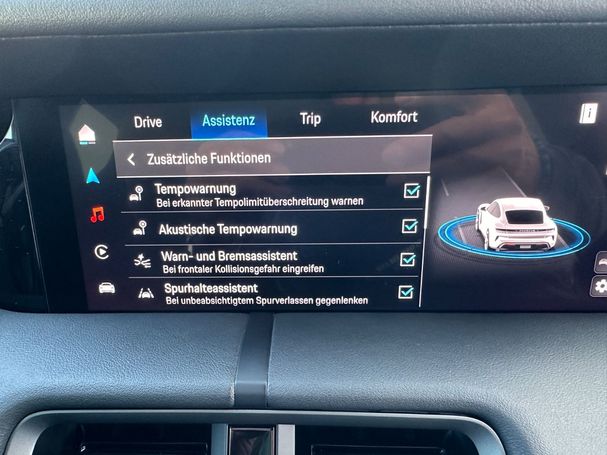 Drive
Assistenz
Trip
Komfort
Zusätzliche Funktionen
Tempowarnung
Bei erkannter Tempolimitüberschreitung warnen
Akustische Tempowarnung
Warn- und Bremsassistent
Bei frontaler Kollisionsgefahr eingreifen
Spurhalteassistent
Bei unbeabsichtigtem Spurverlassen gegenlenken